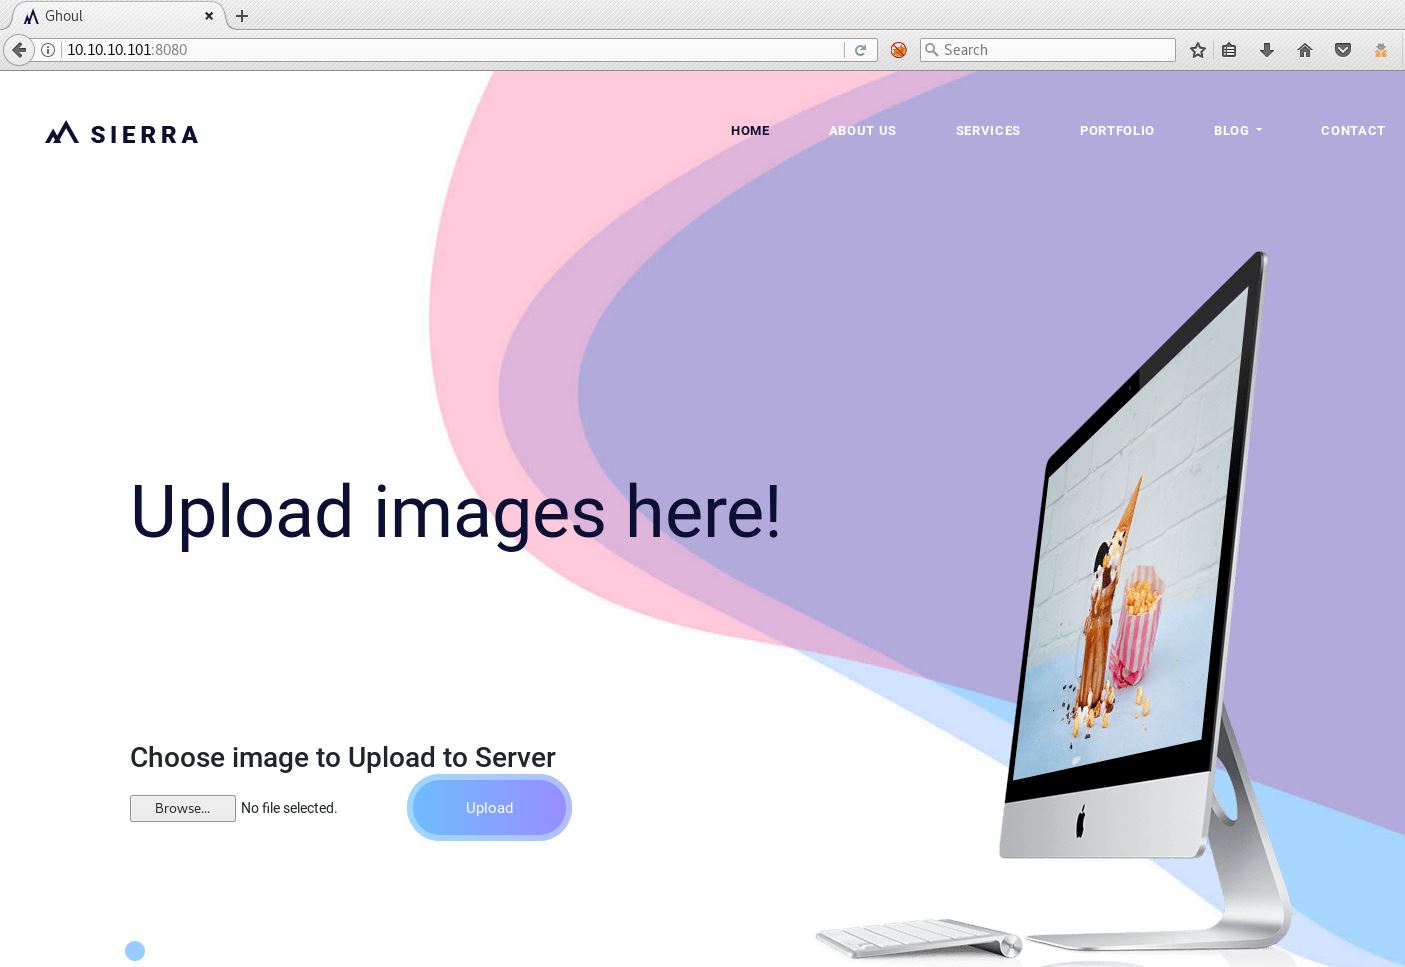 Ghoul
10.10.10.101:8080
Search
SIERRA
HOME ABOUT US SERVICES PORTFOLIO BLOG CONTACT
Upload images here!
Choose image to Upload to Server
Browse... No file selected. Upload